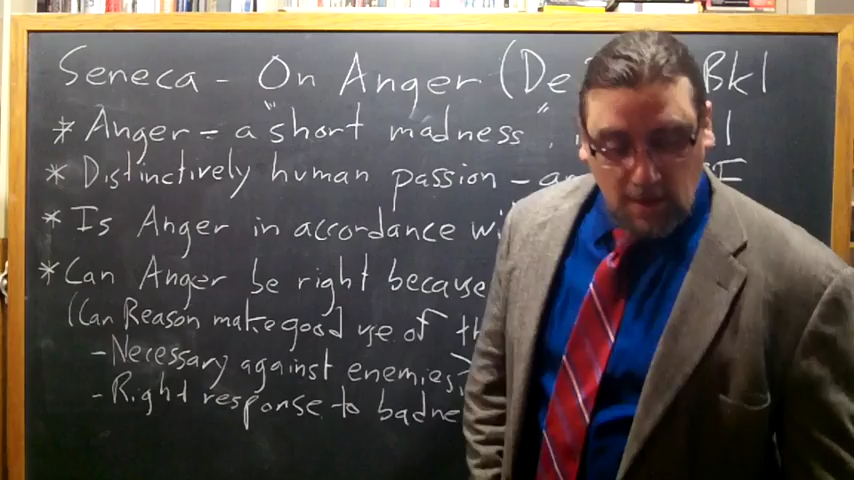 Seneca - On Anger (De Bk1
* Anger - a "short madness"
* Distinctively human passion -
* Is Anger in accordance
* Can Anger be right because
(Can Reason make good use of
- Necessary against enemies,
- Right response to